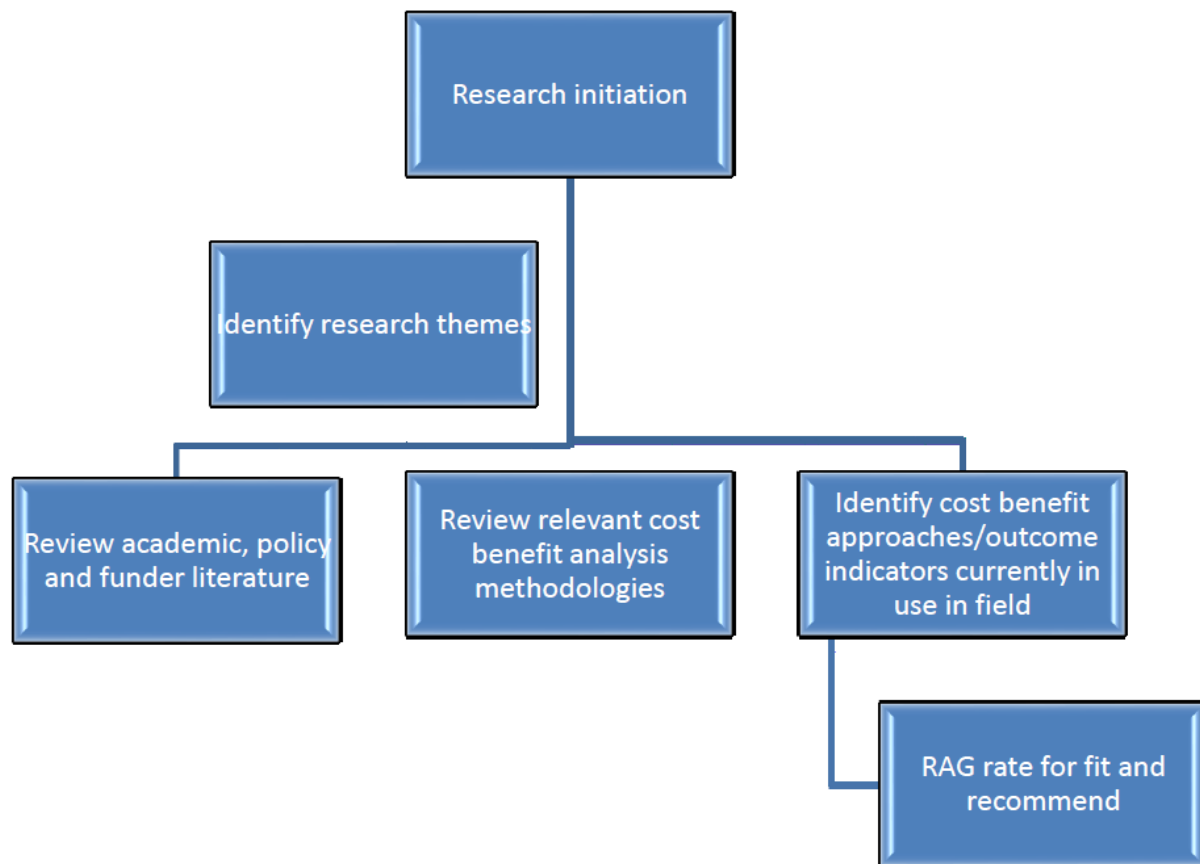 Research initiation
Identify research themes
Review academic, policy
and funder literature
Review relevant cost
benefit analysis
methodologies
Identify cost benefit
approaches/outcome
indicators currently in
use in field
RAG rate for fit and
recommend